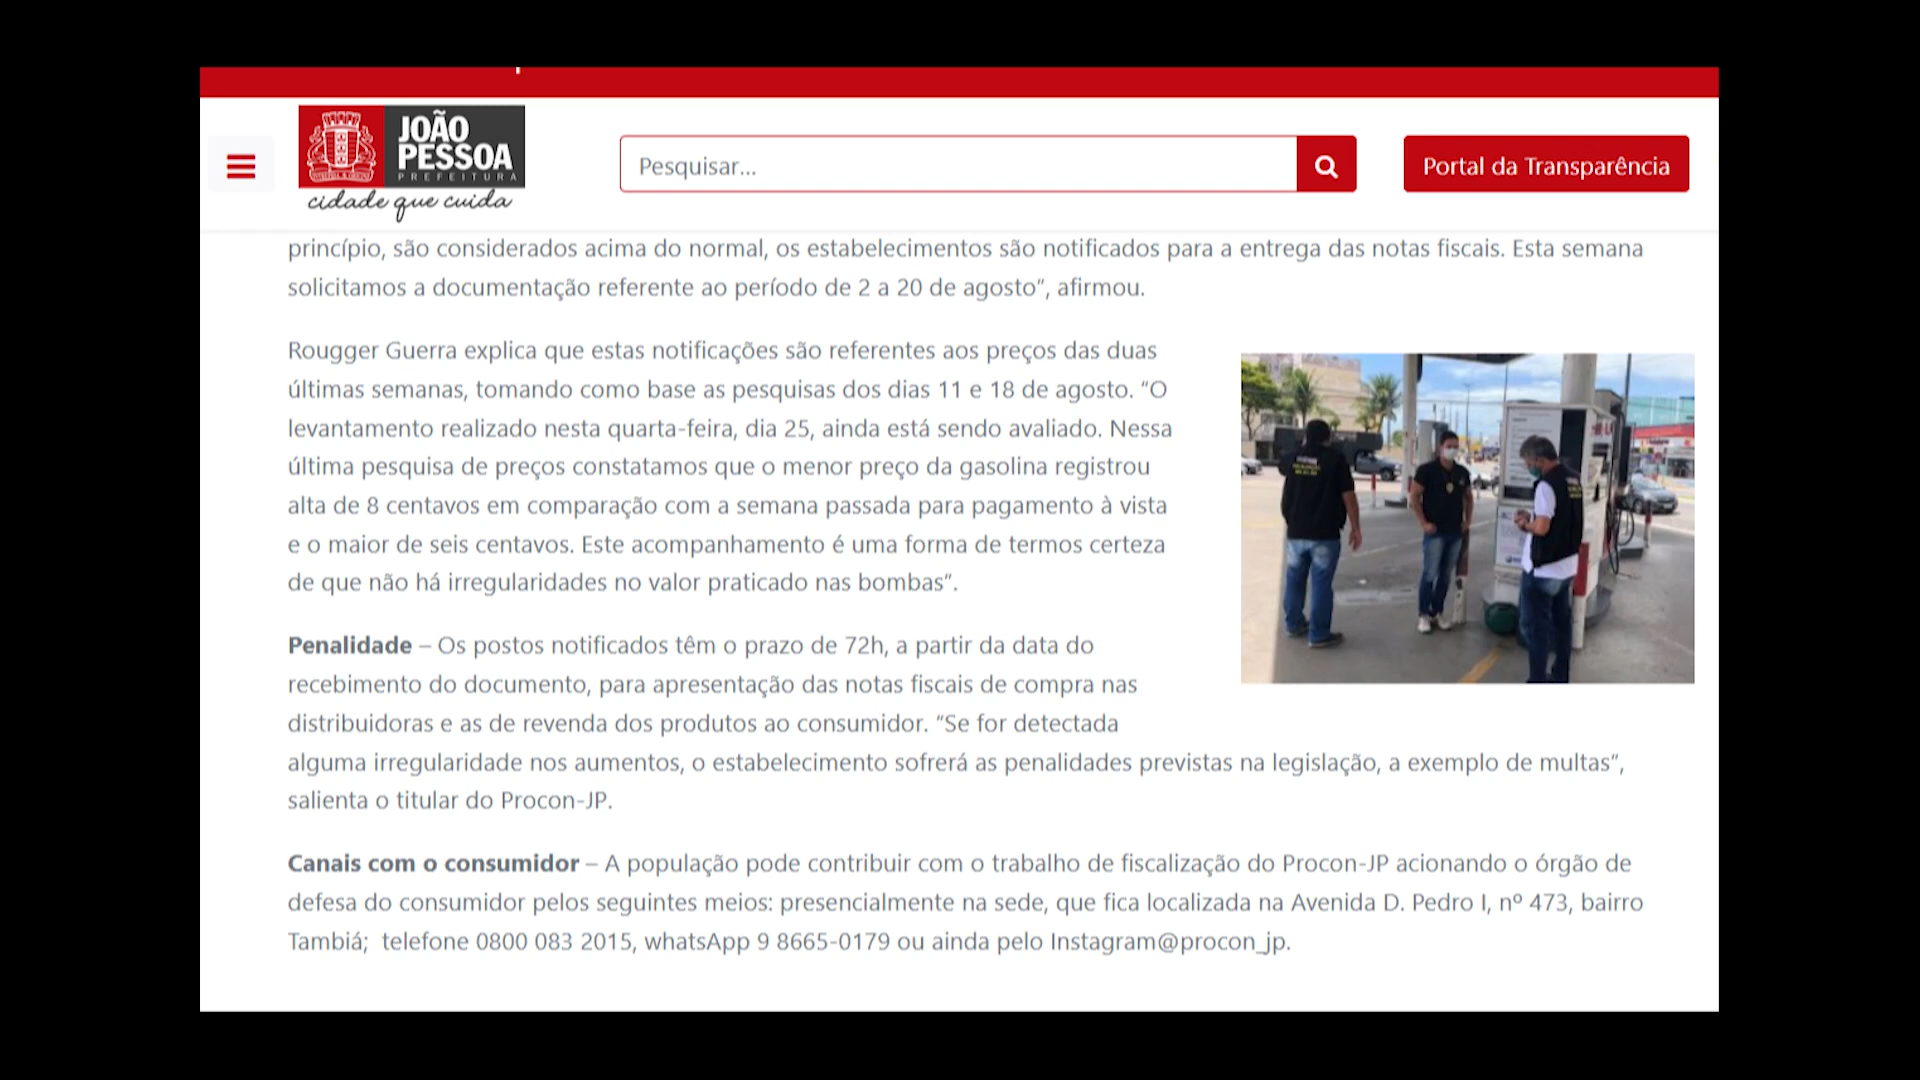 JOÃO
PESSOA
PREFEITURA
cidade que cuida
Pesquisar...
Portal da Transparência
princípio, são considerados acima do normal, os estabelecimentos são notificados para a entrega das notas fiscais. Esta semana
solicitamos a documentação referente ao período de 2 a 20 de agosto”, afirmou.
Rougger Guerra explica que estas notificações são referentes aos preços das duas
últimas semanas, tomando como base as pesquisas dos dias 11 e 18 de agosto. “O
levantamento realizado nesta quarta-feira, dia 25, ainda está sendo avaliado. Nessa
última pesquisa de preços constatamos que o menor preço da gasolina registrou
alta de 8 centavos em comparação com a semana passada para pagamento à vista
e o maior de seis centavos. Este acompanhamento é uma forma de termos certeza
de que não há irregularidades no valor praticado nas bombas”.
Penalidade – Os postos notificados têm o prazo de 72h, a partir da data do
recebimento do documento, para apresentação das notas fiscais de compra nas
distribuidoras e as de revenda dos produtos ao consumidor. “Se for detectada
alguma irregularidade nos aumentos, o estabelecimento sofrerá as penalidades previstas na legislação, a exemplo de multas”,
salienta o titular do Procon-JP.
Canais com o consumidor – A população pode contribuir com o trabalho de fiscalização do Procon-JP acionando o órgão de
defesa do consumidor pelos seguintes meios: presencialmente na sede, que fica localizada na Avenida D. Pedro I, nº 473, bairro
Tambiá;  telefone 0800 083 2015, whatsApp 9 8665-0179 ou ainda pelo Instagram@procon_jp.